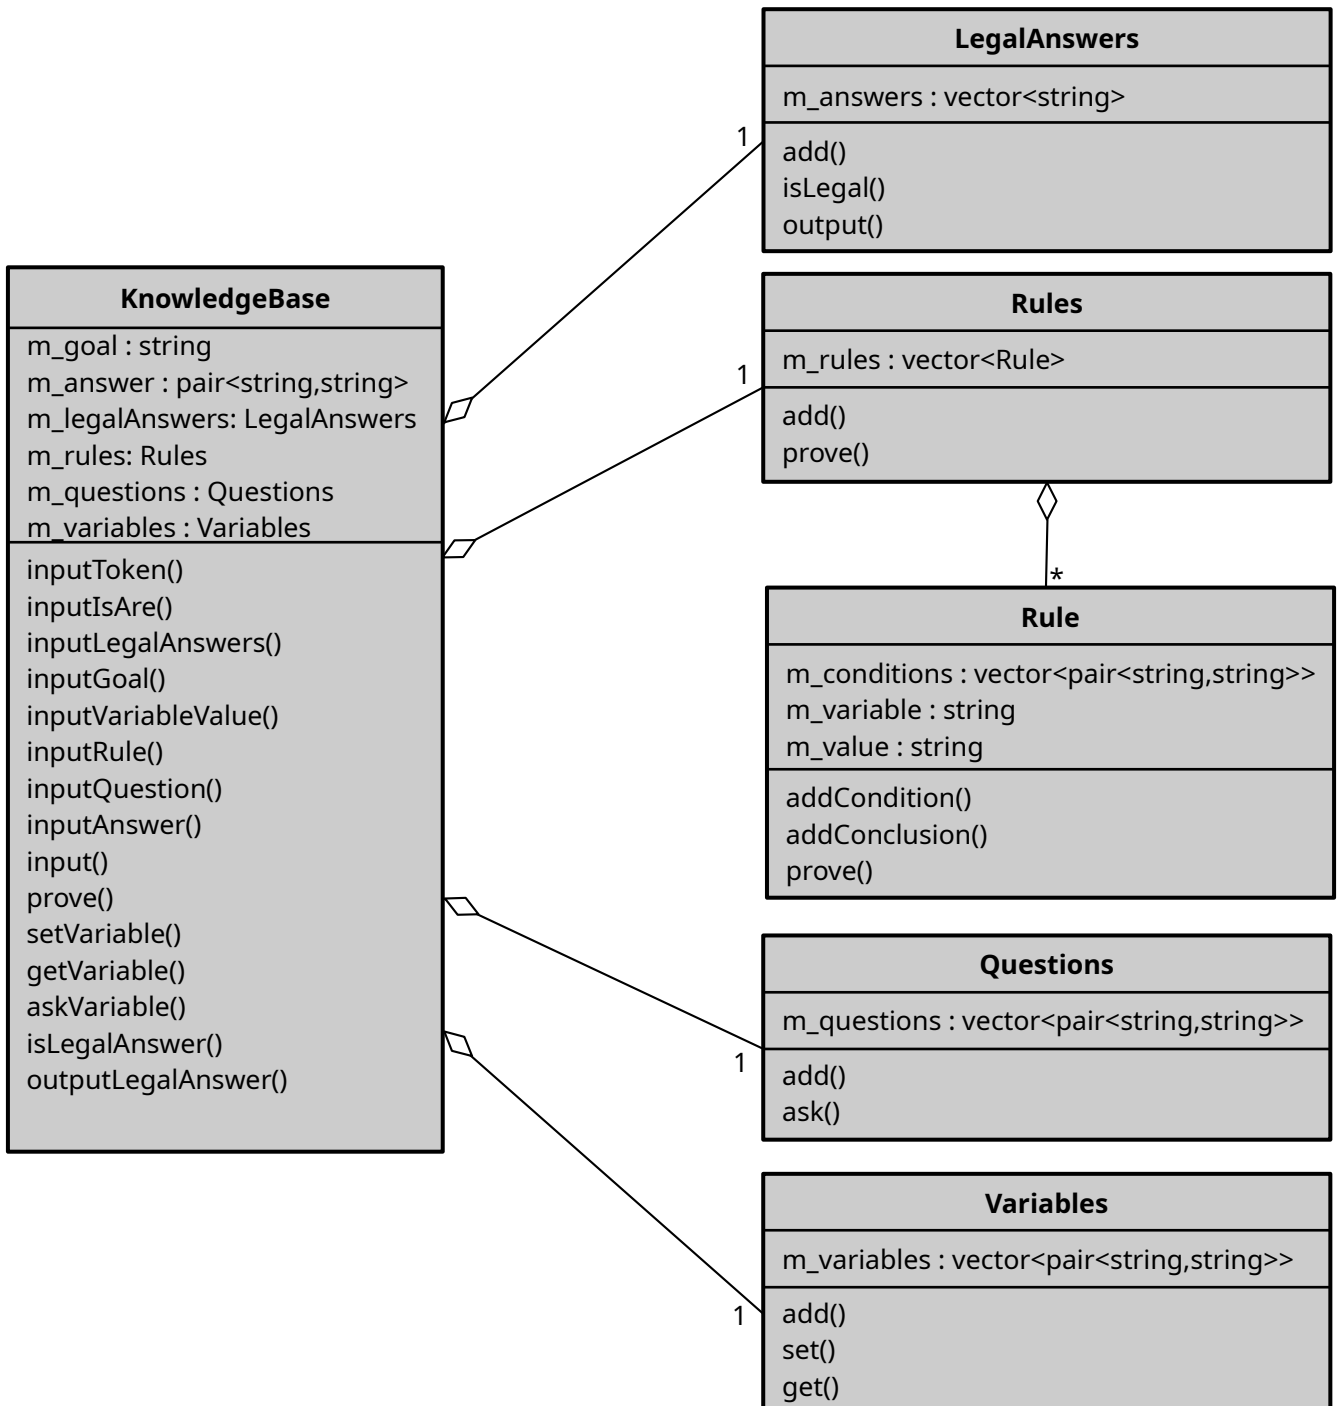 KnowledgeBase
m_goal : string
m_answer : pair<string,string>
m_legalAnswers: LegalAnswers
m_rules: Rules
m_questions : Questions
m_variables : Variables
inputToken()
inputIsAre()
inputLegalAnswers()
inputGoal()
inputVariableValue()
inputRule()
inputQuestion()
inputAnswer()
input()
prove()
setVariable()
getVariable()
askVariable()
isLegalAnswer()
outputLegalAnswer()
1
LegalAnswers
m_answers : vector<string>
add()
isLegal()
output()
1
Rules
m_rules : vector<Rule>
add()
prove()
*
Rule
m_conditions : vector<pair<string,string>>
m_variable : string
m_value : string
addCondition()
addConclusion()
prove()
1
Questions
m_questions : vector<pair<string,string>>
add()
ask()
1
Variables
m_variables : vector<pair<string,string>>
add()
set()
get()